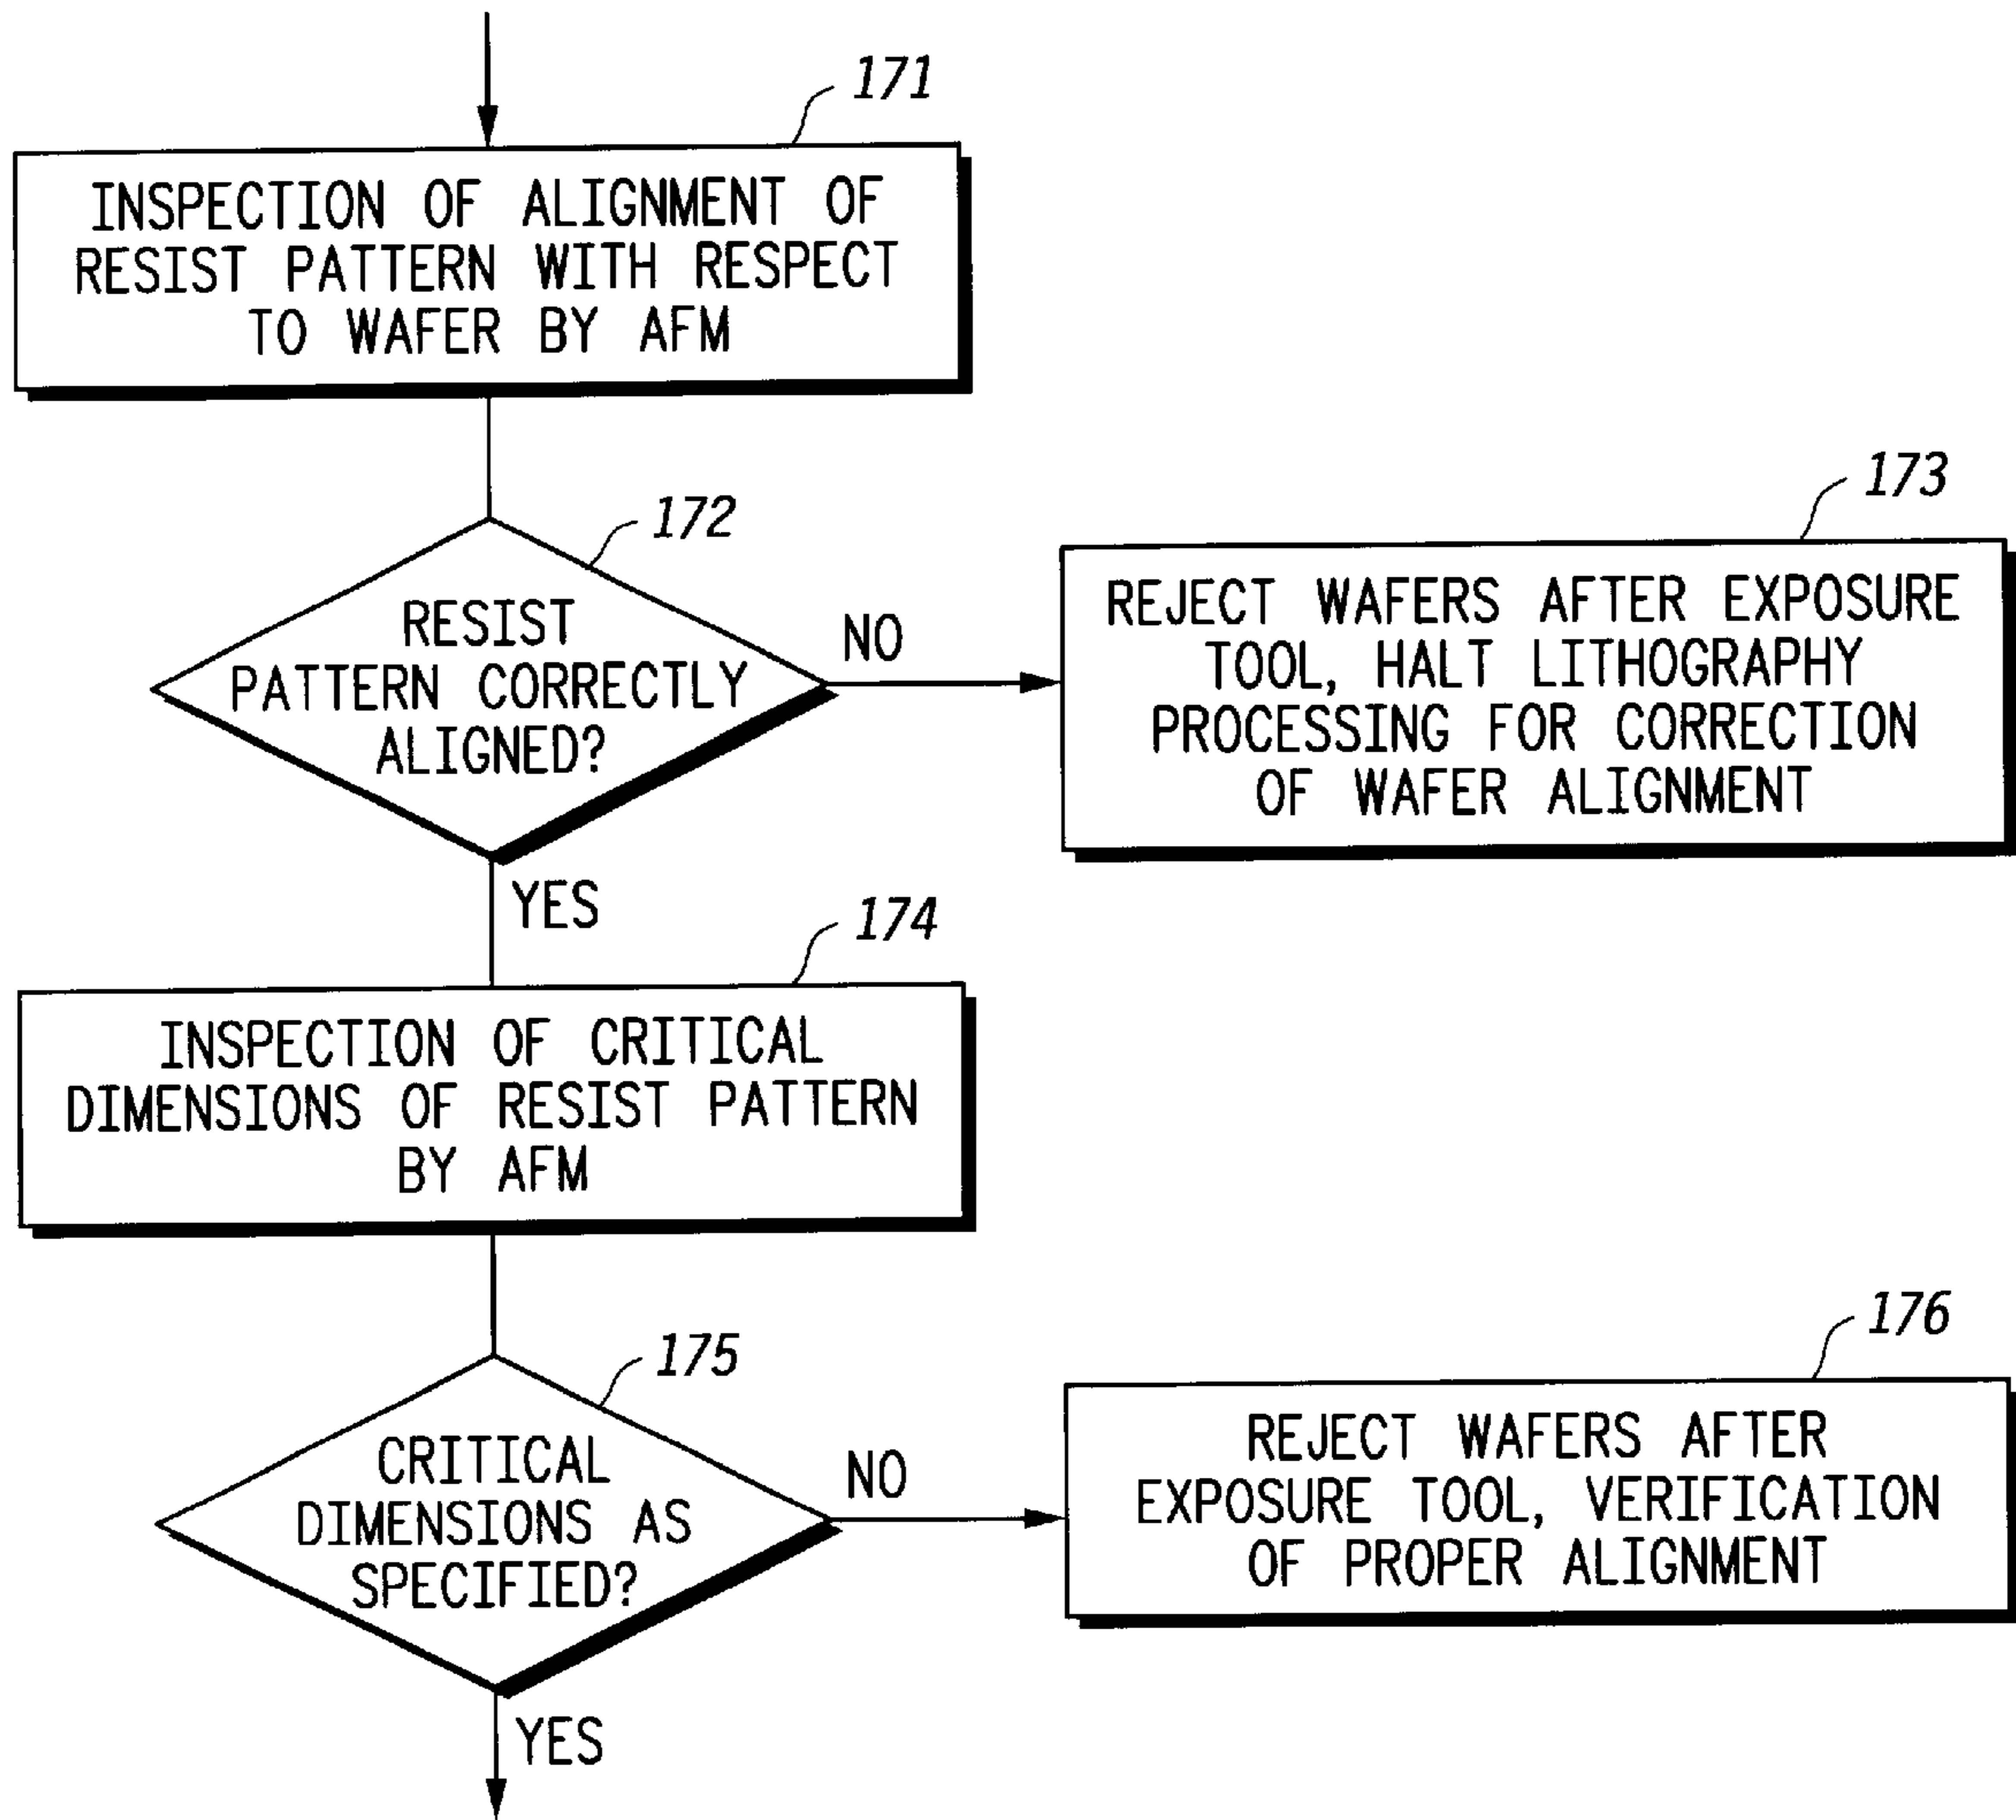 171
INSPECTION OF ALIGNMENT OF
RESIST PATTERN WITH RESPECT
TO WAFER BY AFM
172
RESIST
PATTERN CORRECTLY
ALIGNED?
NO
173
REJECT WAFERS AFTER EXPOSURE
TOOL, HALT LITHOGRAPHY
PROCESSING FOR CORRECTION
OF WAFER ALIGNMENT
YES
174
INSPECTION OF CRITICAL
DIMENSIONS OF RESIST PATTERN
BY AFM
175
CRITICAL
DIMENSIONS AS
SPECIFIED?
NO
176
REJECT WAFERS AFTER
EXPOSURE TOOL, VERIFICATION
OF PROPER ALIGNMENT
YES